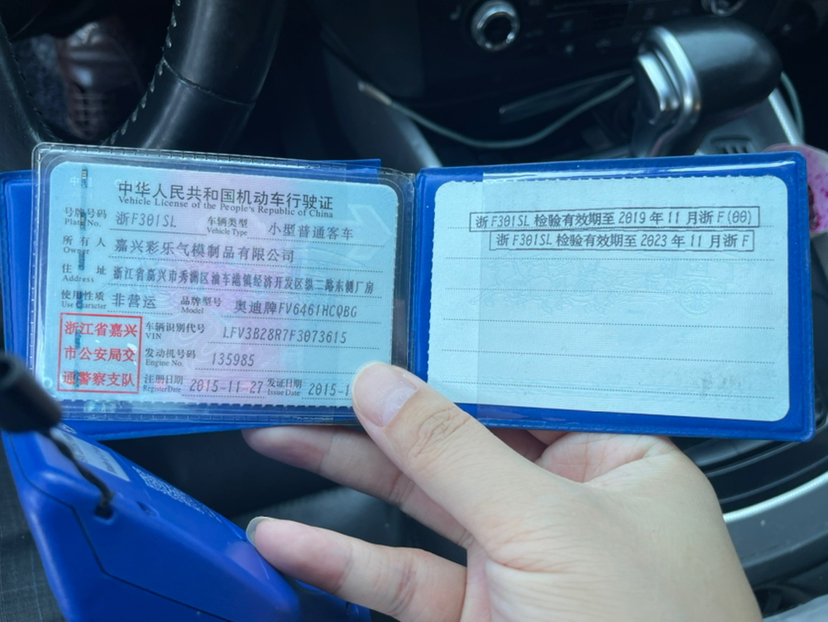 中华人民共和国机动车行驶证
Vehicle License of the People's Republic of China
号牌号码 Plate No. 浙F301SL 车辆类型 Vehicle Type 小型普通客车
所有人 Owner 嘉兴彩乐气模制品有限公司
住址 Address 浙江省嘉兴市秀洲区油车港镇经济开发区纵二路东侧厂房
使用性质 Use Character 非营运 品牌型号 Model 奥迪牌FV6461HCQBG
浙江省嘉兴
市公安局交
通警察支队
车辆识别代号 VIN LFV3B28R7F3073615
发动机号码 Engine No. 135985
注册日期 Register Date 2015-11-27 发证日期 Issue Date 2015-1
浙F301SL 检验有效期至 2019 年 11 月浙 F(00)
浙 F301SL 检验有效期至 2023 年 11 月浙 F